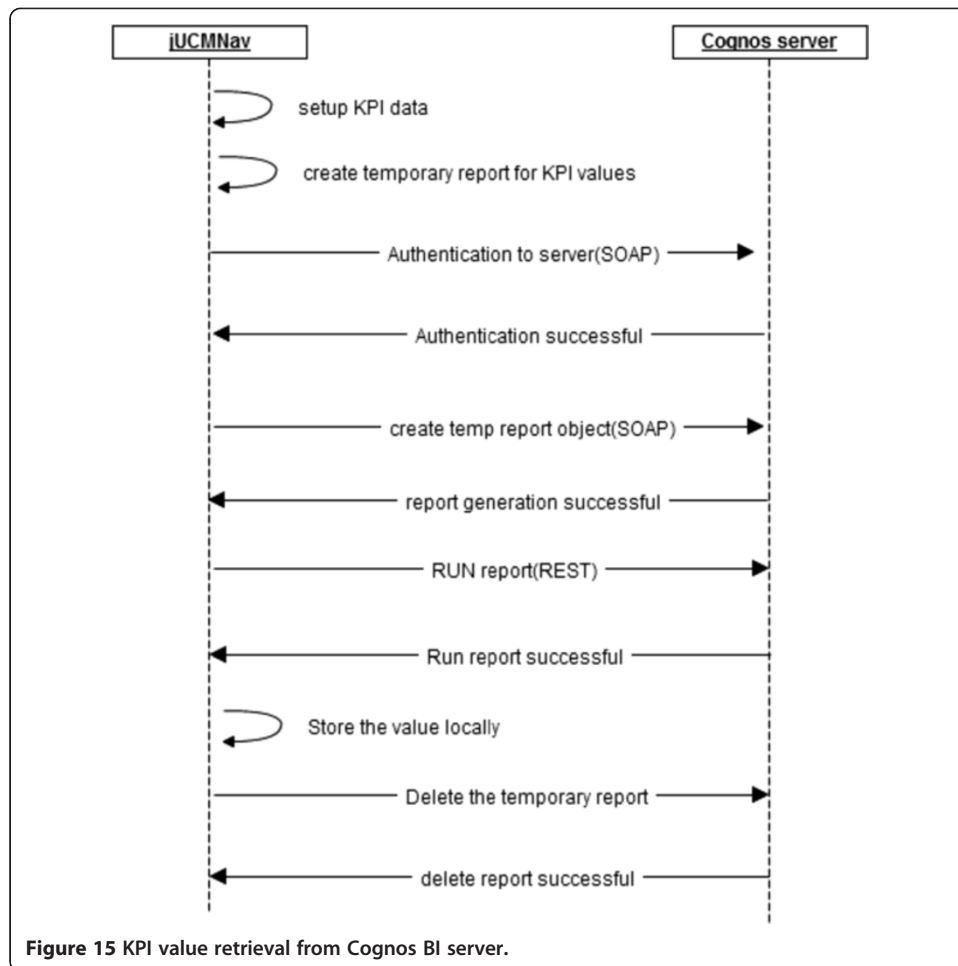 jUCMNav
Cognos server
setup KPI data
create temporary report for KPI values
Authentication to server(SOAP)
Authentication successful
create temp report object(SOAP)
report generation successful
RUN report(REST)
Run report successful
Store the value locally
Delete the temporary report
delete report successful
Figure 15 KPI value retrieval from Cognos BI server.